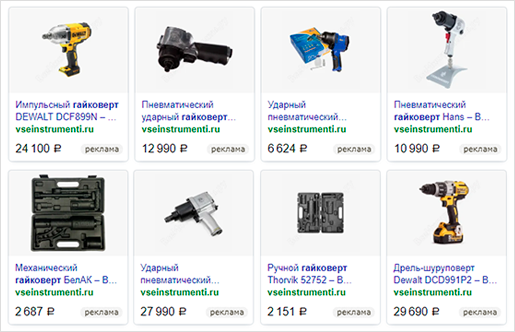 Импульсный гайковерт
DEWALT DCF899N – ...
vseinstrumenti.ru
24 100 ₽ реклама
Пневматический
ударный гайковерт...
vseinstrumenti.ru
12 990 ₽ реклама
Ударный
пневматический...
vseinstrumenti.ru
6 624 ₽ реклама
Пневматический
гайковерт Hans – В...
vseinstrumenti.ru
10 990 ₽ реклама
Механический
гайковерт БелАК – В...
vseinstrumenti.ru
2 687 ₽ реклама
Ударный
пневматический...
vseinstrumenti.ru
27 990 ₽ реклама
Ручной гайковерт
Thorvik 52752 – В...
vseinstrumenti.ru
2 151 ₽ реклама
Дрель-шуруповерт
Dewalt DCD991P2 – В...
vseinstrumenti.ru
29 690 ₽ реклама